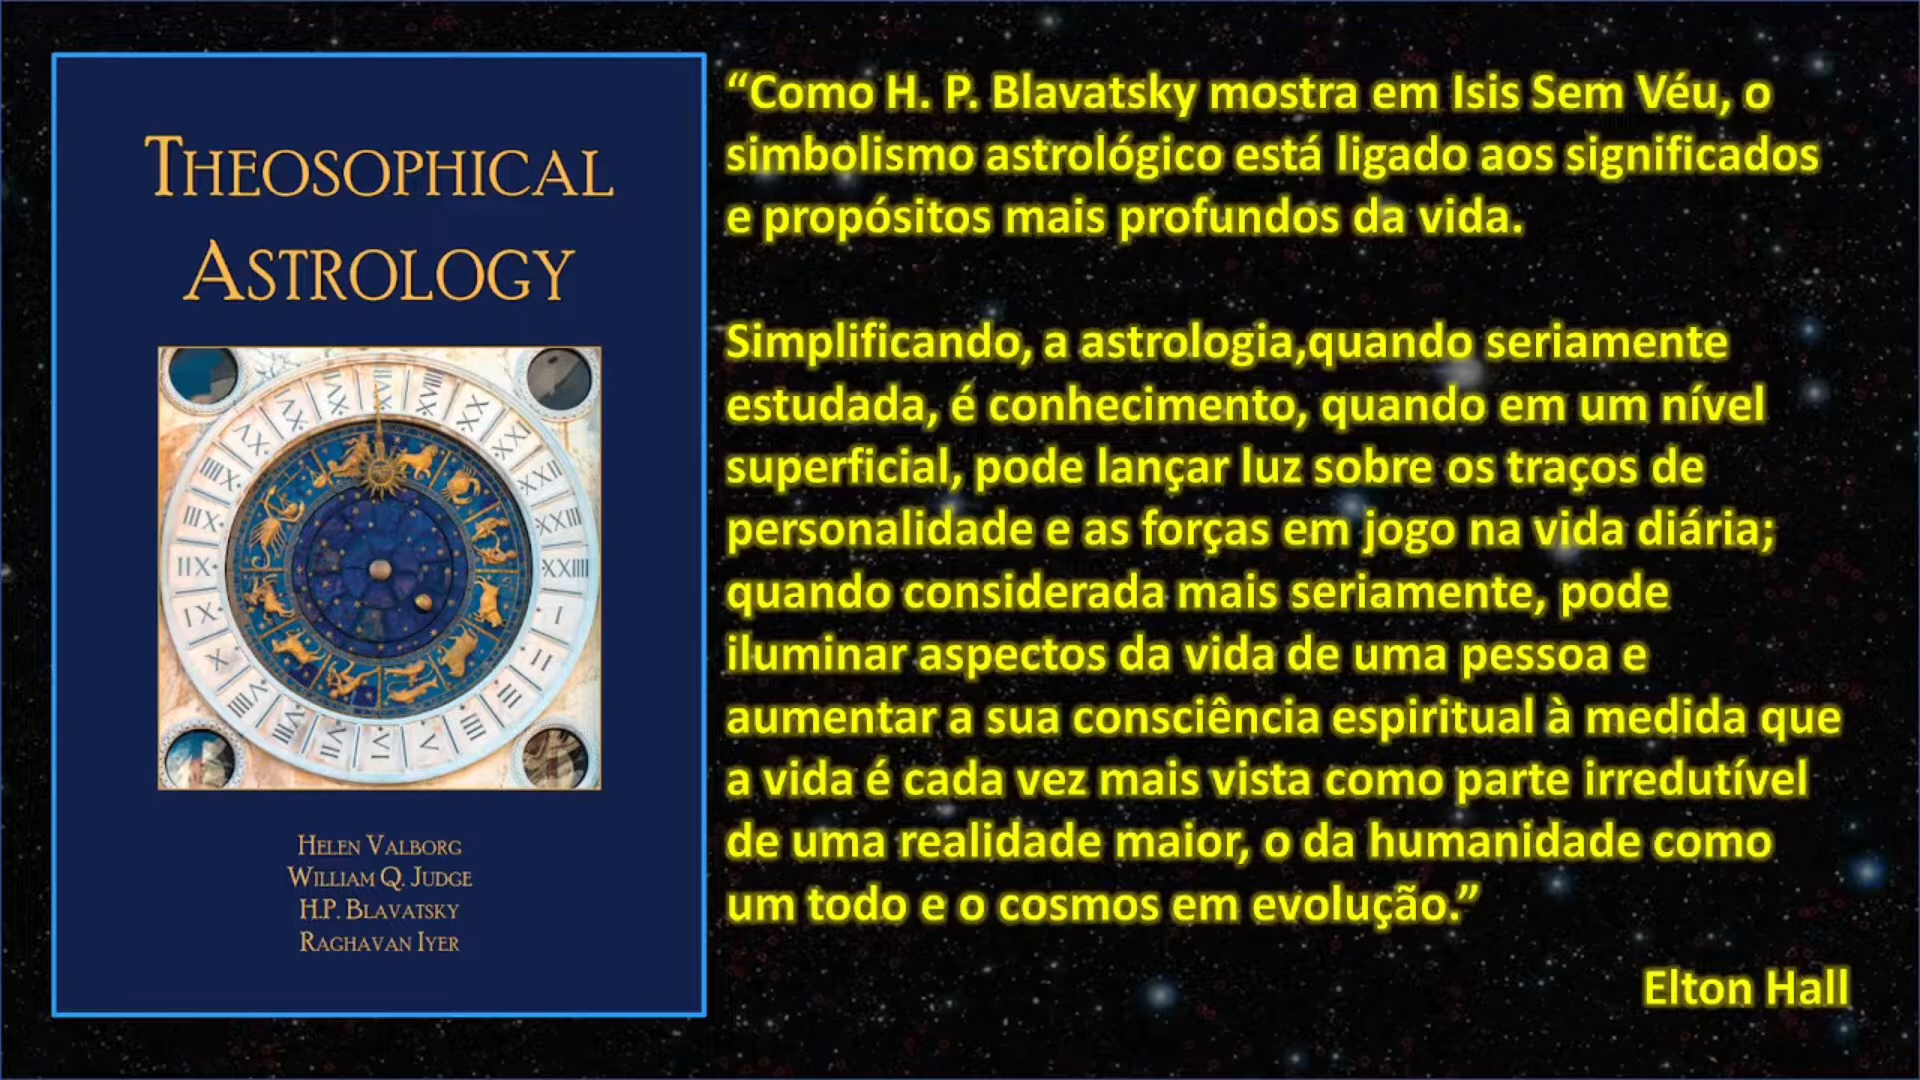 THEOSOPHICAL
ASTROLOGY
HELEN VALBORG
WILLIAM Q. JUDGE
H.P. BLAVATSKY
RAGHAVAN IYER
“Como H. P. Blavatsky mostra em Isis Sem Véu, o
simbolismo astrológico está ligado aos significados
e propósitos mais profundos da vida.
Simplificando, a astrologia,quando seriamente
estudada, é conhecimento, quando em um nível
superficial, pode lançar luz sobre os traços de
personalidade e as forças em jogo na vida diária;
quando considerada mais seriamente, pode
iluminar aspectos da vida de uma pessoa e
aumentar a sua consciência espiritual à medida que
a vida é cada vez mais vista como parte irredutível
de uma realidade maior, o da humanidade como
um todo e o cosmos em evolução.”
Elton Hall